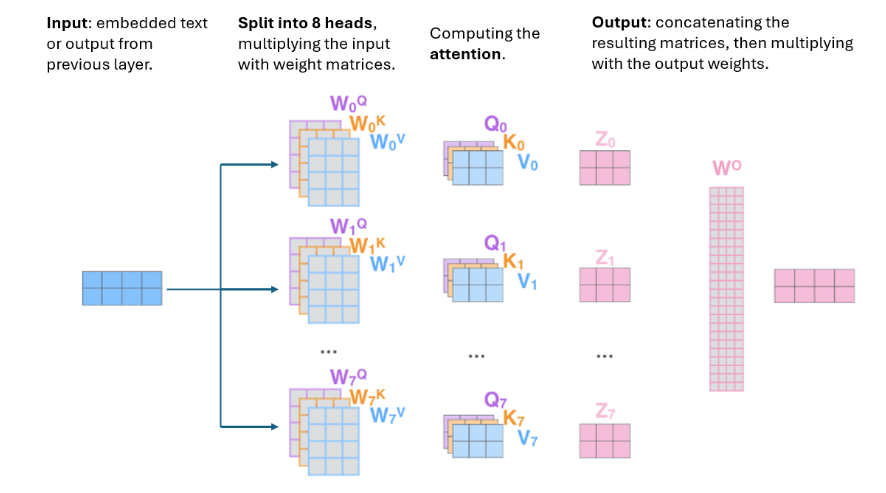 Input: embedded text
or output from
previous layer.
Split into 8 heads,
multiplying the input
with weight matrices.
Computing the
attention.
Output: concatenating the
resulting matrices, then multiplying
with the output weights.
W₀Q
W₀K
W₀V
Q₀
K₀
V₀
Z₀
WO
W₁Q
W₁K
W₁V
Q₁
K₁
V₁
Z₁
...
...
...
W₇Q
W₇K
W₇V
Q₇
K₇
V₇
Z₇